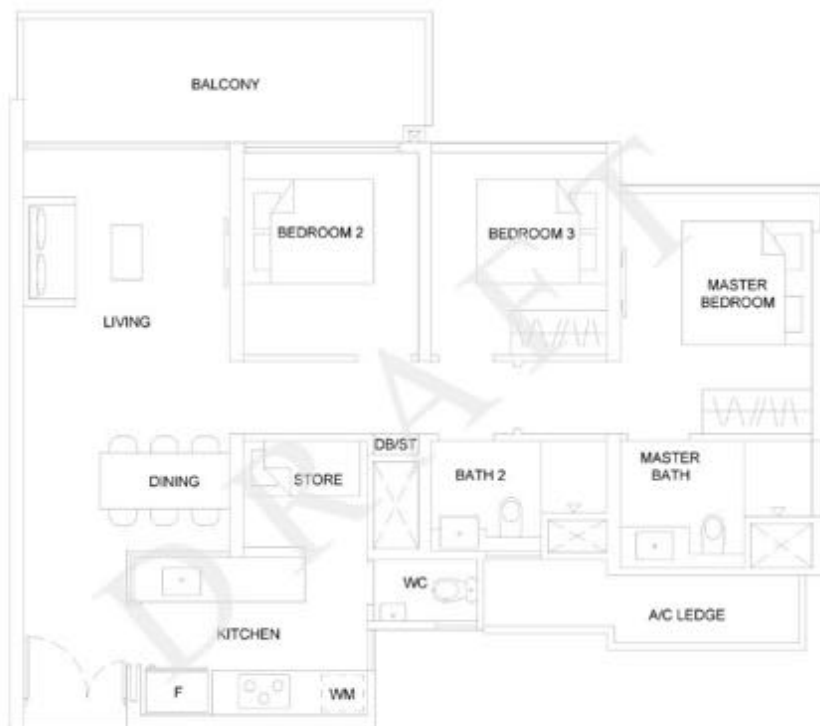 BALCONY
BEDROOM 2
BEDROOM 3
MASTER
BEDROOM
LIVING
DB/ST
DINING
STORE
BATH 2
MASTER
BATH
WC
A/C LEDGE
KITCHEN
F
WM
DRAFT